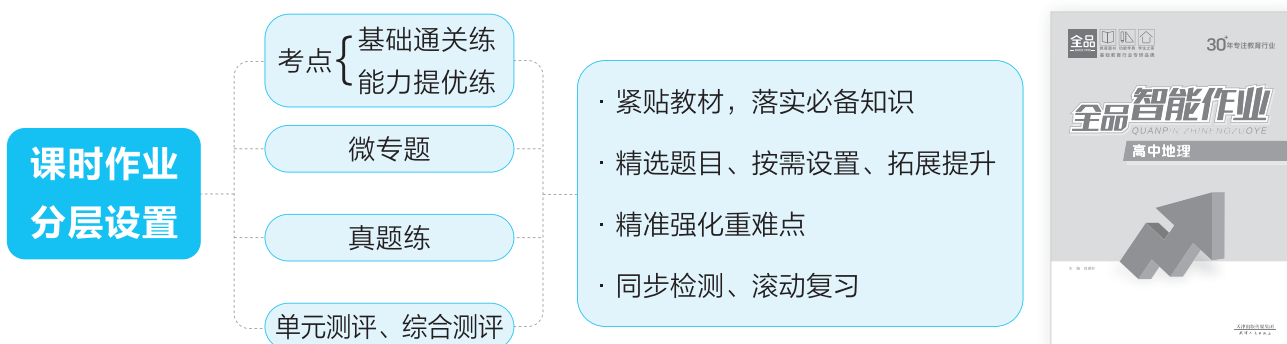 课时作业
分层设置
考点
基础通关练
能力提优练
微专题
真题练
单元测评、综合测评
· 紧贴教材，落实必备知识
· 精选题目、按需设置、拓展提升
· 精准强化重难点
· 同步检测、滚动复习
全品
30年专注教育行业
全品智能作业
QUANPIN ZHINENGZUOYE
高中地理